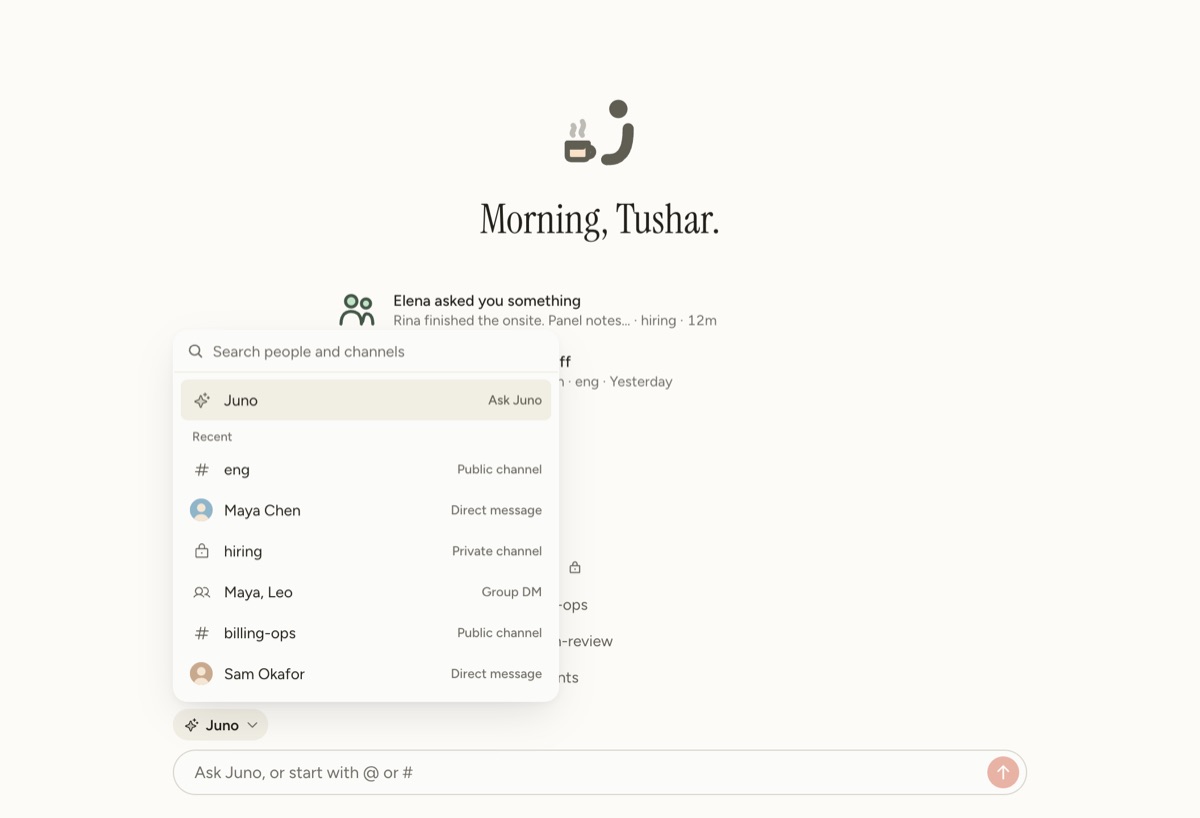 Morning, Tushar.
Elena asked you something
Rina finished the onsite. Panel notes... · hiring · 12m
Search people and channels
ff
· eng · Yesterday
Juno Ask Juno
Recent
# eng Public channel
Maya Chen Direct message
hiring Private channel
Maya, Leo Group DM
-ops
# billing-ops Public channel
-review
Sam Okafor Direct message
nts
Juno
Ask Juno, or start with @ or #